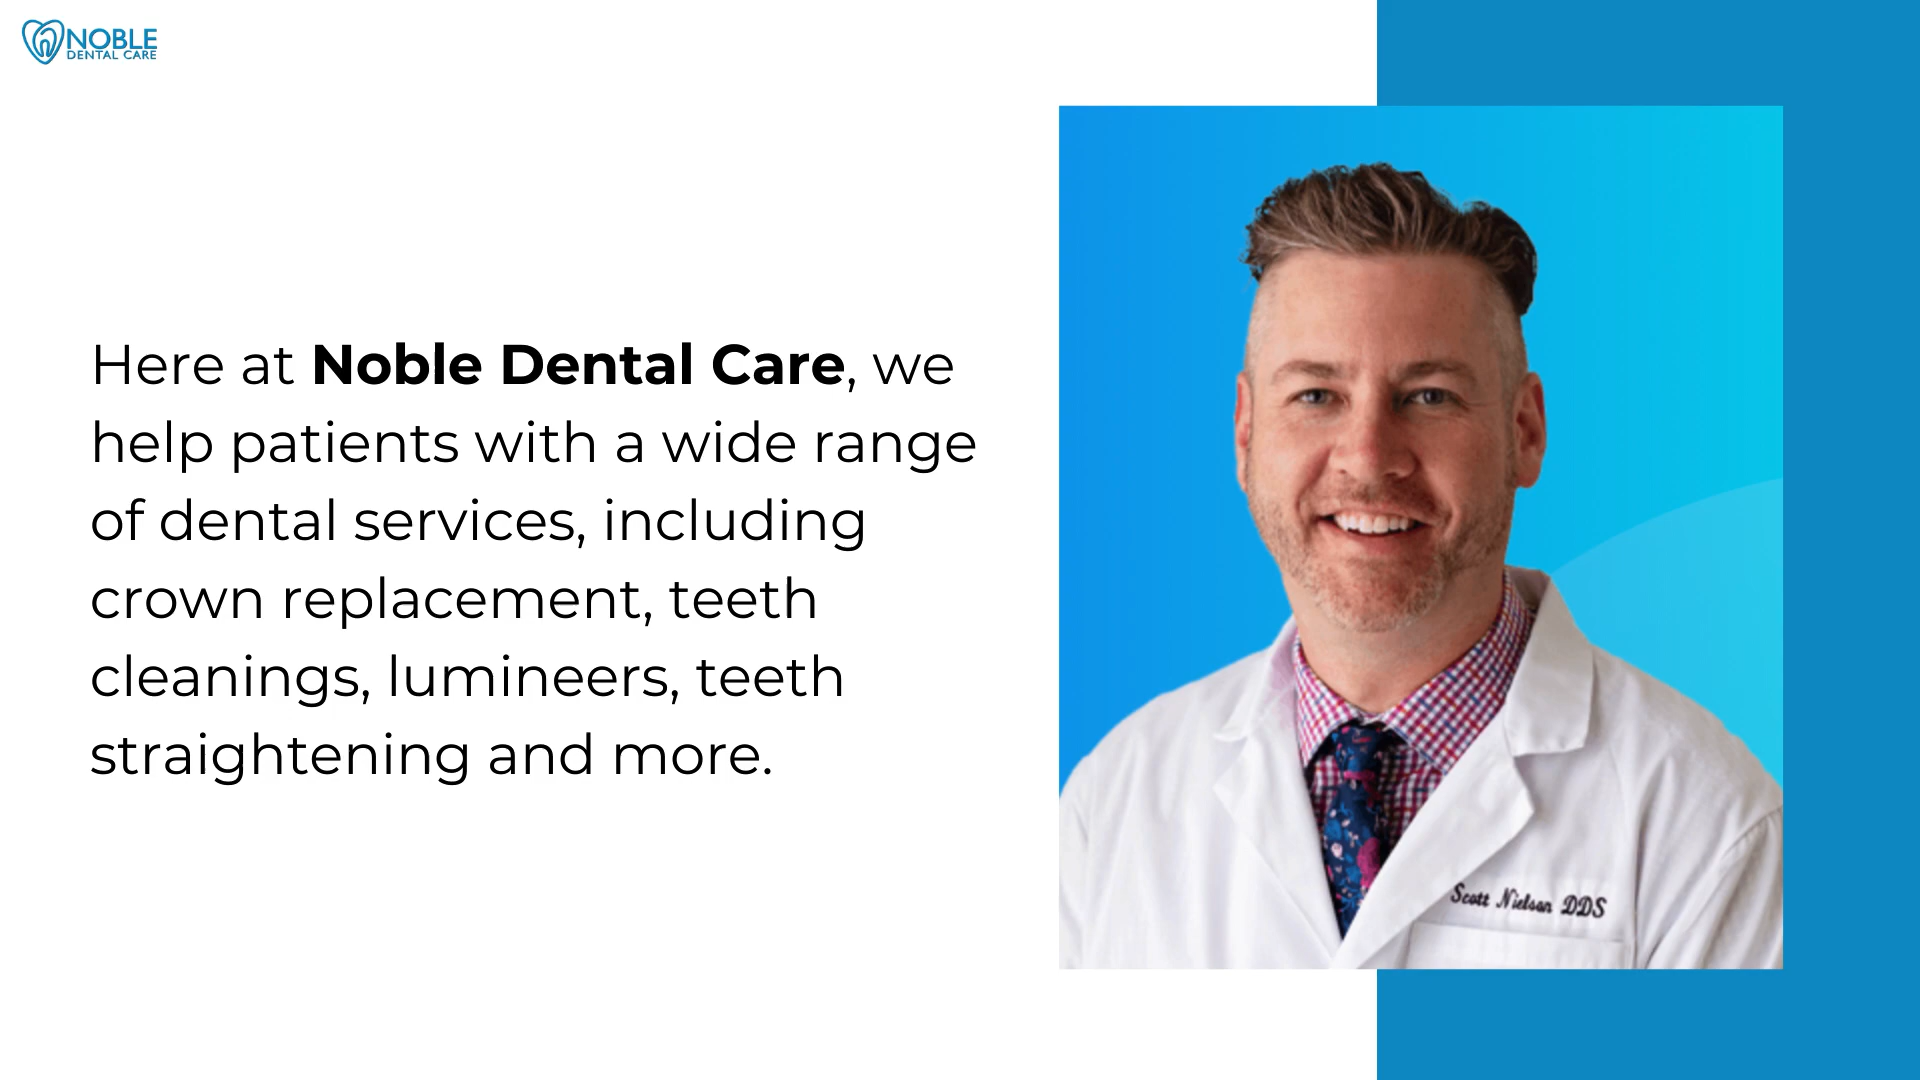 NOBLE
DENTAL CARE
Here at Noble Dental Care, we
help patients with a wide range
of dental services, including
crown replacement, teeth
cleanings, lumineers, teeth
straightening and more.
Scott Nielson DDS